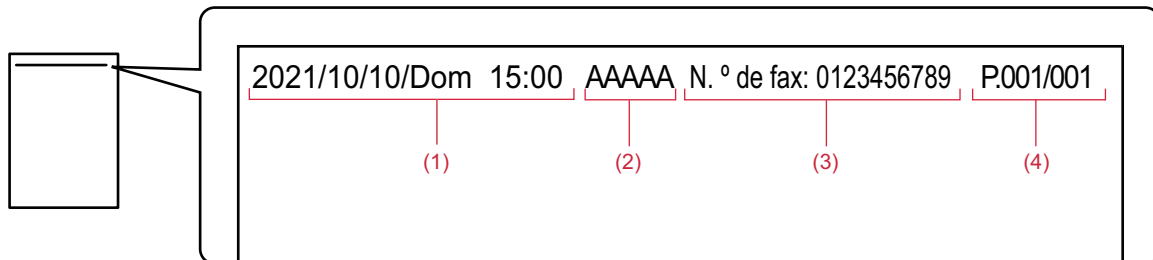 2021/10/10/Dom 15:00 AAAAA N. º de fax: 0123456789 P.001/001
(1) (2) (3) (4)